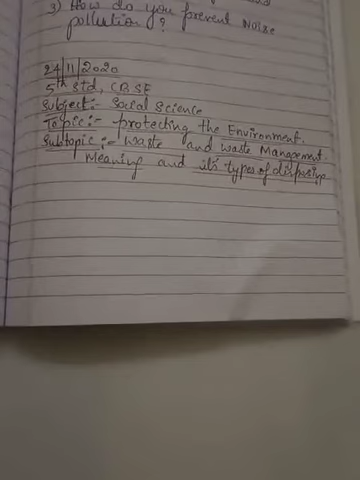 3) How do you prevent Noise
pollution?
24/11/2020
5th Std, CBSE
Subject:- Social Science
Topic:- protecting the Environment.
Subtopic:- waste and waste Management.
Meaning and its types of